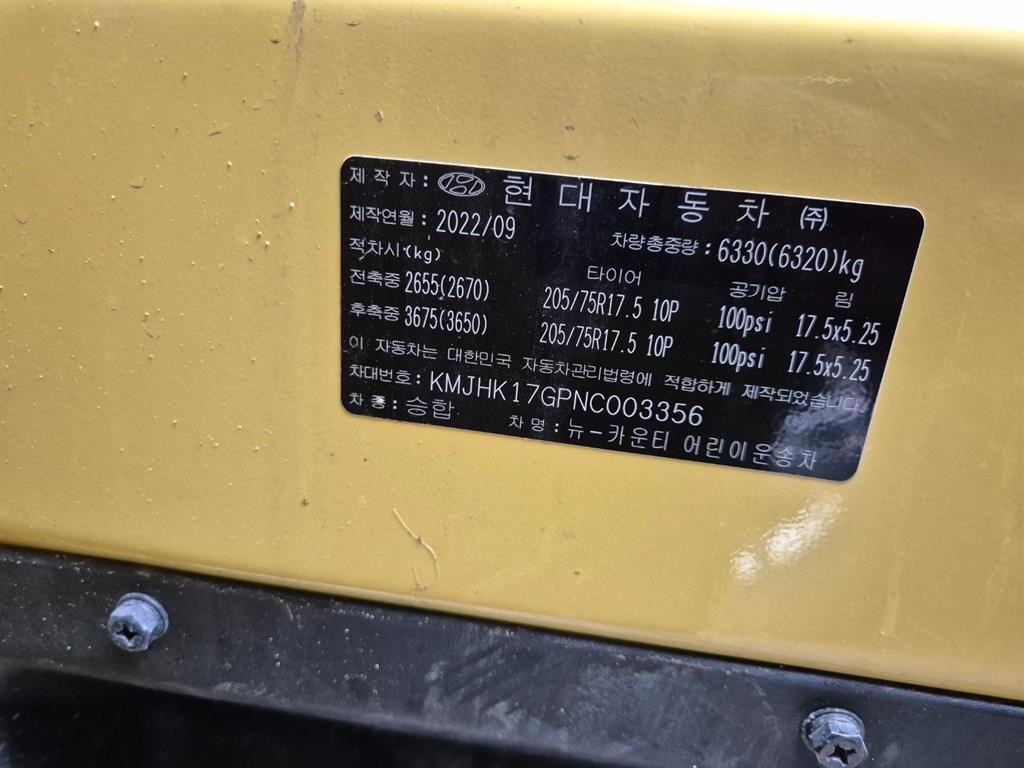 제작자: 현대자동차 (주)
제작연월: 2022/09 차량총중량: 6330(6320)kg
적차시(kg) 타이어 공기압 림
전축중 2655(2670) 205/75R17.5 10P 100psi 17.5x5.25
후축중 3675(3650) 205/75R17.5 10P 100psi 17.5x5.25
이 자동차는 대한민국 자동차관리법령에 적합하게 제작되었습니다.
차대번호: KMJHK17GPNC003356
차종: 승합 차명: 뉴-카운티 어린이운송차